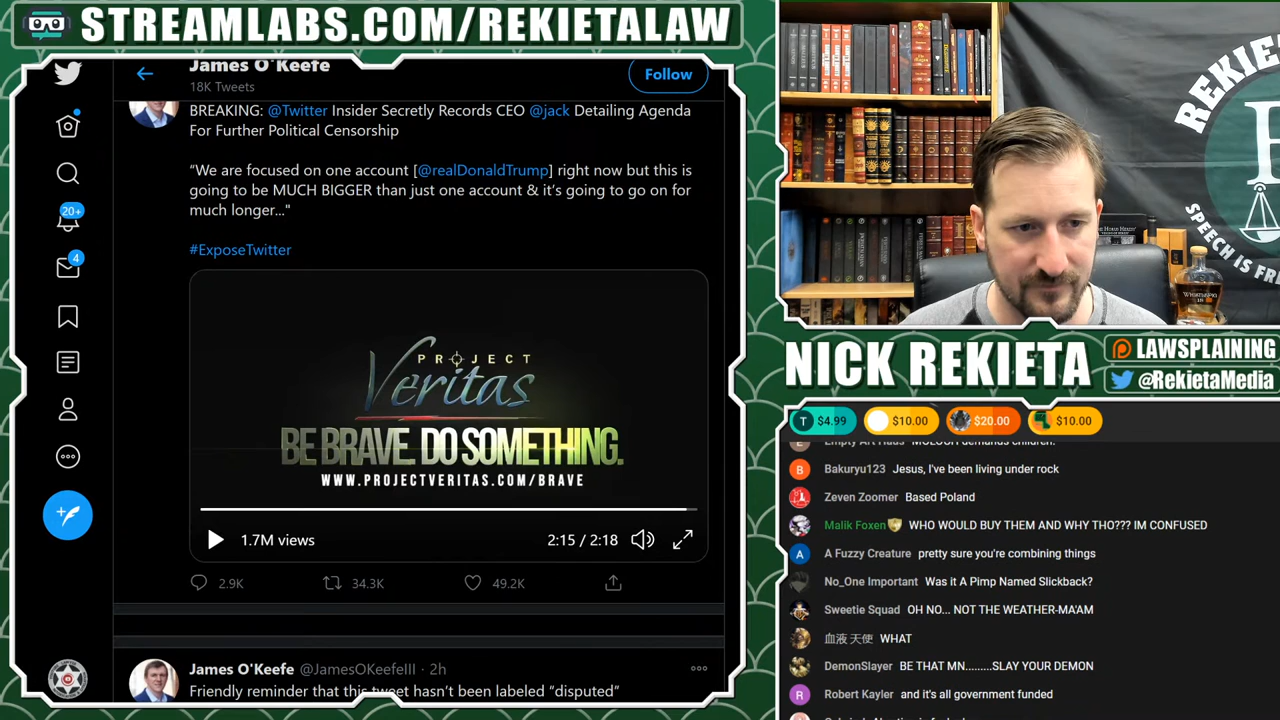 STREAMLABS.COM/REKIETALAW
James O'Keefe
18K Tweets
Follow
BREAKING: @Twitter Insider Secretly Records CEO @jack Detailing Agenda
For Further Political Censorship
“We are focused on one account [@realDonaldTrump] right now but this is
going to be MUCH BIGGER than just one account & it’s going to go on for
much longer…"
#ExposeTwitter
20+
4
PROJECT
Veritas
BE BRAVE. DO SOMETHING.
WWW.PROJECTVERITAS.COM/BRAVE
1.7M views
2:15 / 2:18
2.9K
34.3K
49.2K
James O'Keefe @JamesOKeefeIII · 2h
Friendly reminder that this tweet hasn’t been labeled “disputed”
REKIE
SPEECH IS FR
NICK REKIETA
LAWSPLAINING
@RekietaMedia
T $4.99
$10.00
$20.00
$10.00
MOLOCH demands children.
B Bakuryu123 Jesus, I've been living under rock
Zeven Zoomer Based Poland
Malik Foxen WHO WOULD BUY THEM AND WHY THO??? IM CONFUSED
A A Fuzzy Creature pretty sure you're combining things
No_One Important Was it A Pimp Named Slickback?
Sweetie Squad OH NO... NOT THE WEATHER-MA'AM
血液 天使 WHAT
DemonSlayer BE THAT MN.........SLAY YOUR DEMON
R Robert Kayler and it's all government funded